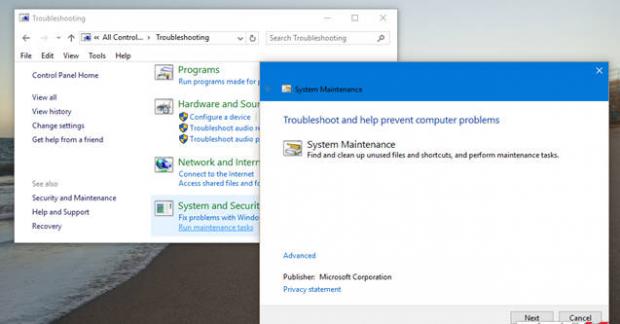 Troubleshooting
« All Control... > Troubleshooting
Search Troubleshooting
File Edit View Tools Help
Control Panel Home
View all
View history
Change settings
Get help from a friend
See also
Security and Maintenance
Help and Support
Recovery
Programs
Run programs made for
Hardware and Sou
Configure a device
Troubleshoot audio re
Troubleshoot audio p
Network and Intern
Connect to the Internet
Access shared files and fo
System and Securit
Fix problems with Windo
Run maintenance tasks
System Maintenance
Troubleshoot and help prevent computer problems
System Maintenance
Find and clean up unused files and shortcuts, and perform maintenance tasks.
Advanced
Publisher: Microsoft Corporation
Privacy statement
Next Cancel